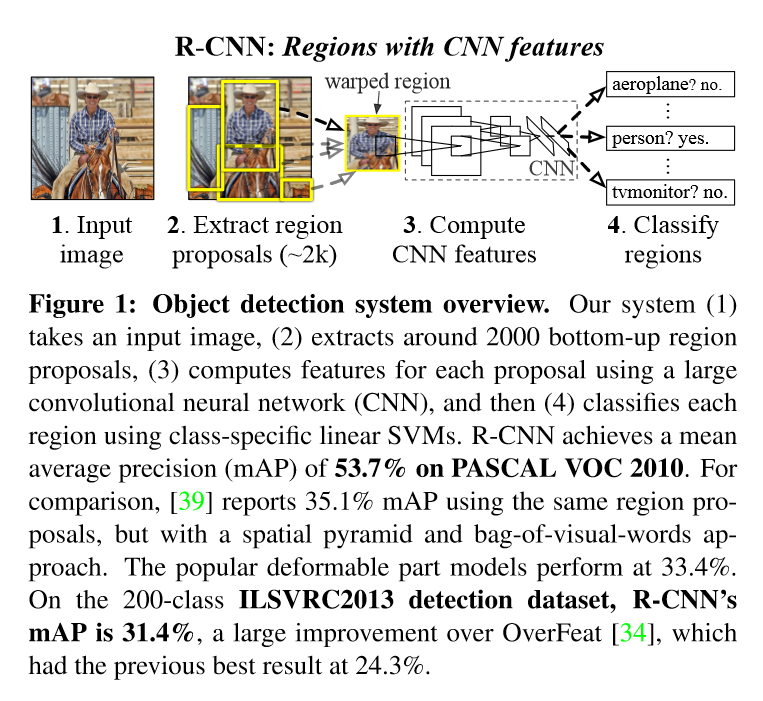 R-CNN: Regions with CNN features
warped region
aeroplane? no.
⋮
person? yes.
⋮
CNN
tvmonitor? no.
1. Input
image
2. Extract region
proposals (~2k)
3. Compute
CNN features
4. Classify
regions
Figure 1: Object detection system overview. Our system (1)
takes an input image, (2) extracts around 2000 bottom-up region
proposals, (3) computes features for each proposal using a large
convolutional neural network (CNN), and then (4) classifies each
region using class-specific linear SVMs. R-CNN achieves a mean
average precision (mAP) of 53.7% on PASCAL VOC 2010. For
comparison, [39] reports 35.1% mAP using the same region pro-
posals, but with a spatial pyramid and bag-of-visual-words ap-
proach. The popular deformable part models perform at 33.4%.
On the 200-class ILSVRC2013 detection dataset, R-CNN's
mAP is 31.4%, a large improvement over OverFeat [34], which
had the previous best result at 24.3%.